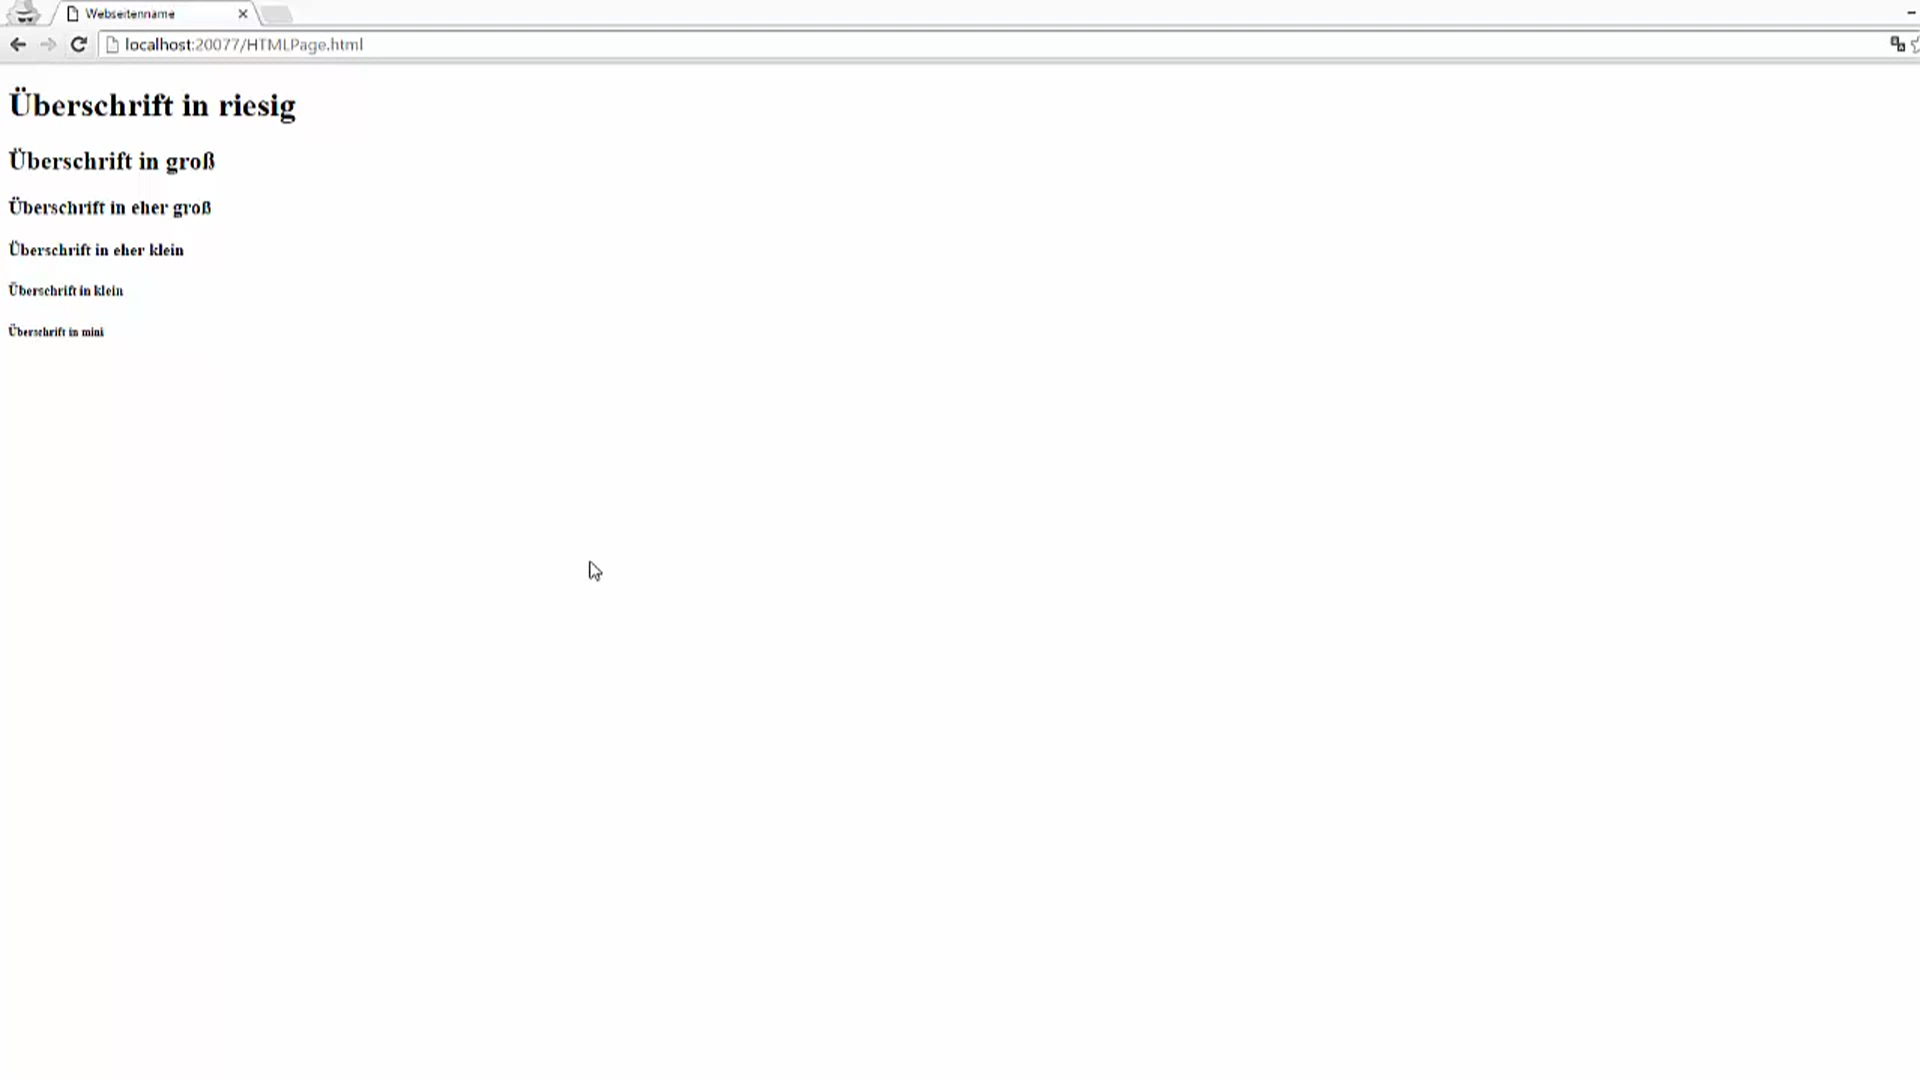 Webseitenname
localhost:20077/HTMLPage.html
Überschrift in riesig
Überschrift in groß
Überschrift in eher groß
Überschrift in eher klein
Überschrift in klein
Überschrift in mini